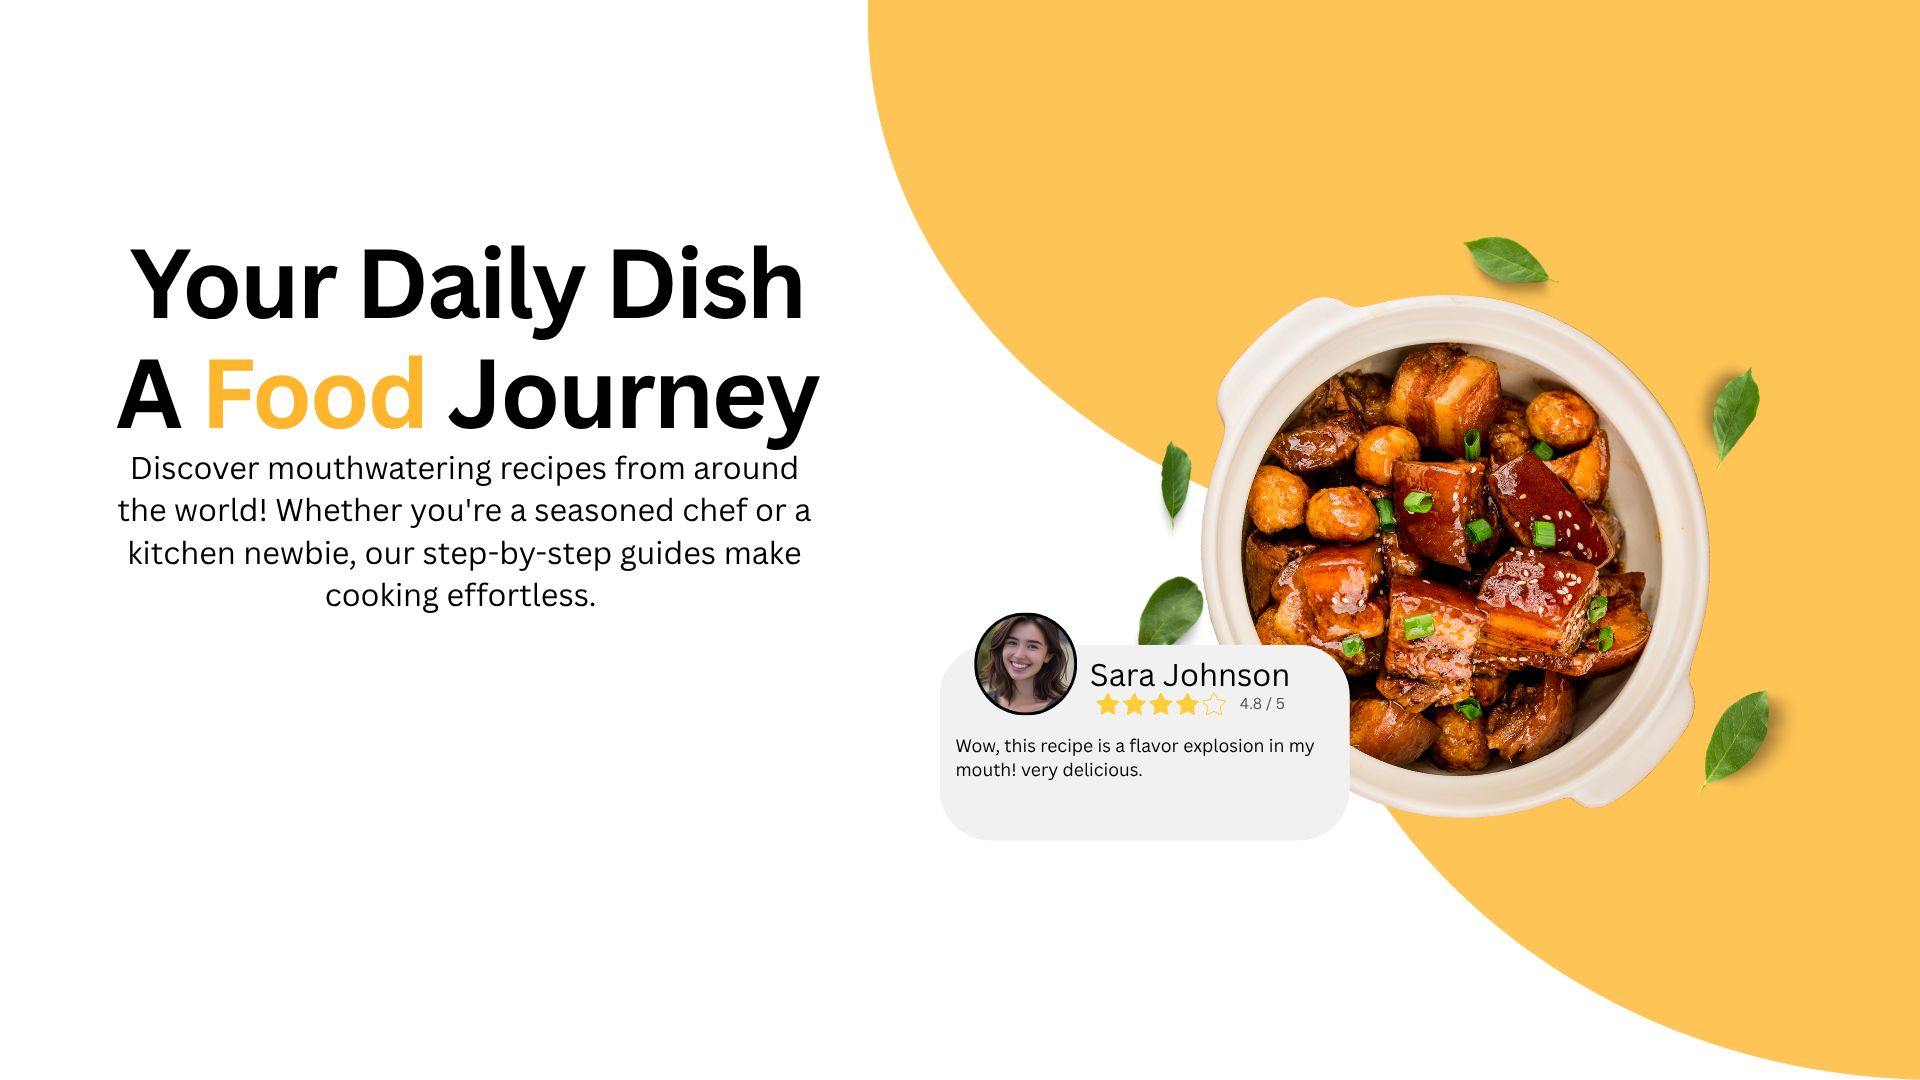 Your Daily Dish
A Food Journey
Discover mouthwatering recipes from around
the world! Whether you're a seasoned chef or a
kitchen newbie, our step-by-step guides make
cooking effortless.
Sara Johnson
4.8 / 5
Wow, this recipe is a flavor explosion in my
mouth! very delicious.